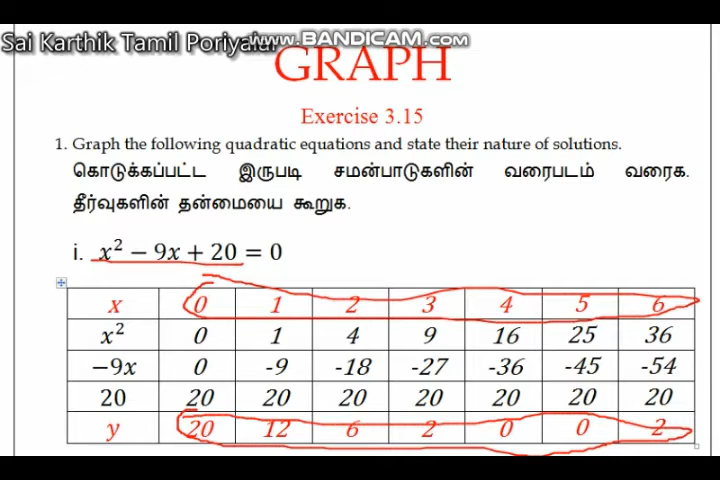 www.BANDICAM.com
Sai Karthik Tamil Poriyalar
GRAPH
Exercise 3.15
1. Graph the following quadratic equations and state their nature of solutions.
கொடுக்கப்பட்ட இருபடி சமன்பாடுகளின் வரைபடம் வரைக.
தீர்வுகளின் தன்மையை கூறுக.
i. x² − 9x + 20 = 0
x 0 1 2 3 4 5 6
x² 0 1 4 9 16 25 36
−9x 0 -9 -18 -27 -36 -45 -54
20 20 20 20 20 20 20 20
y 20 12 6 2 0 0 2